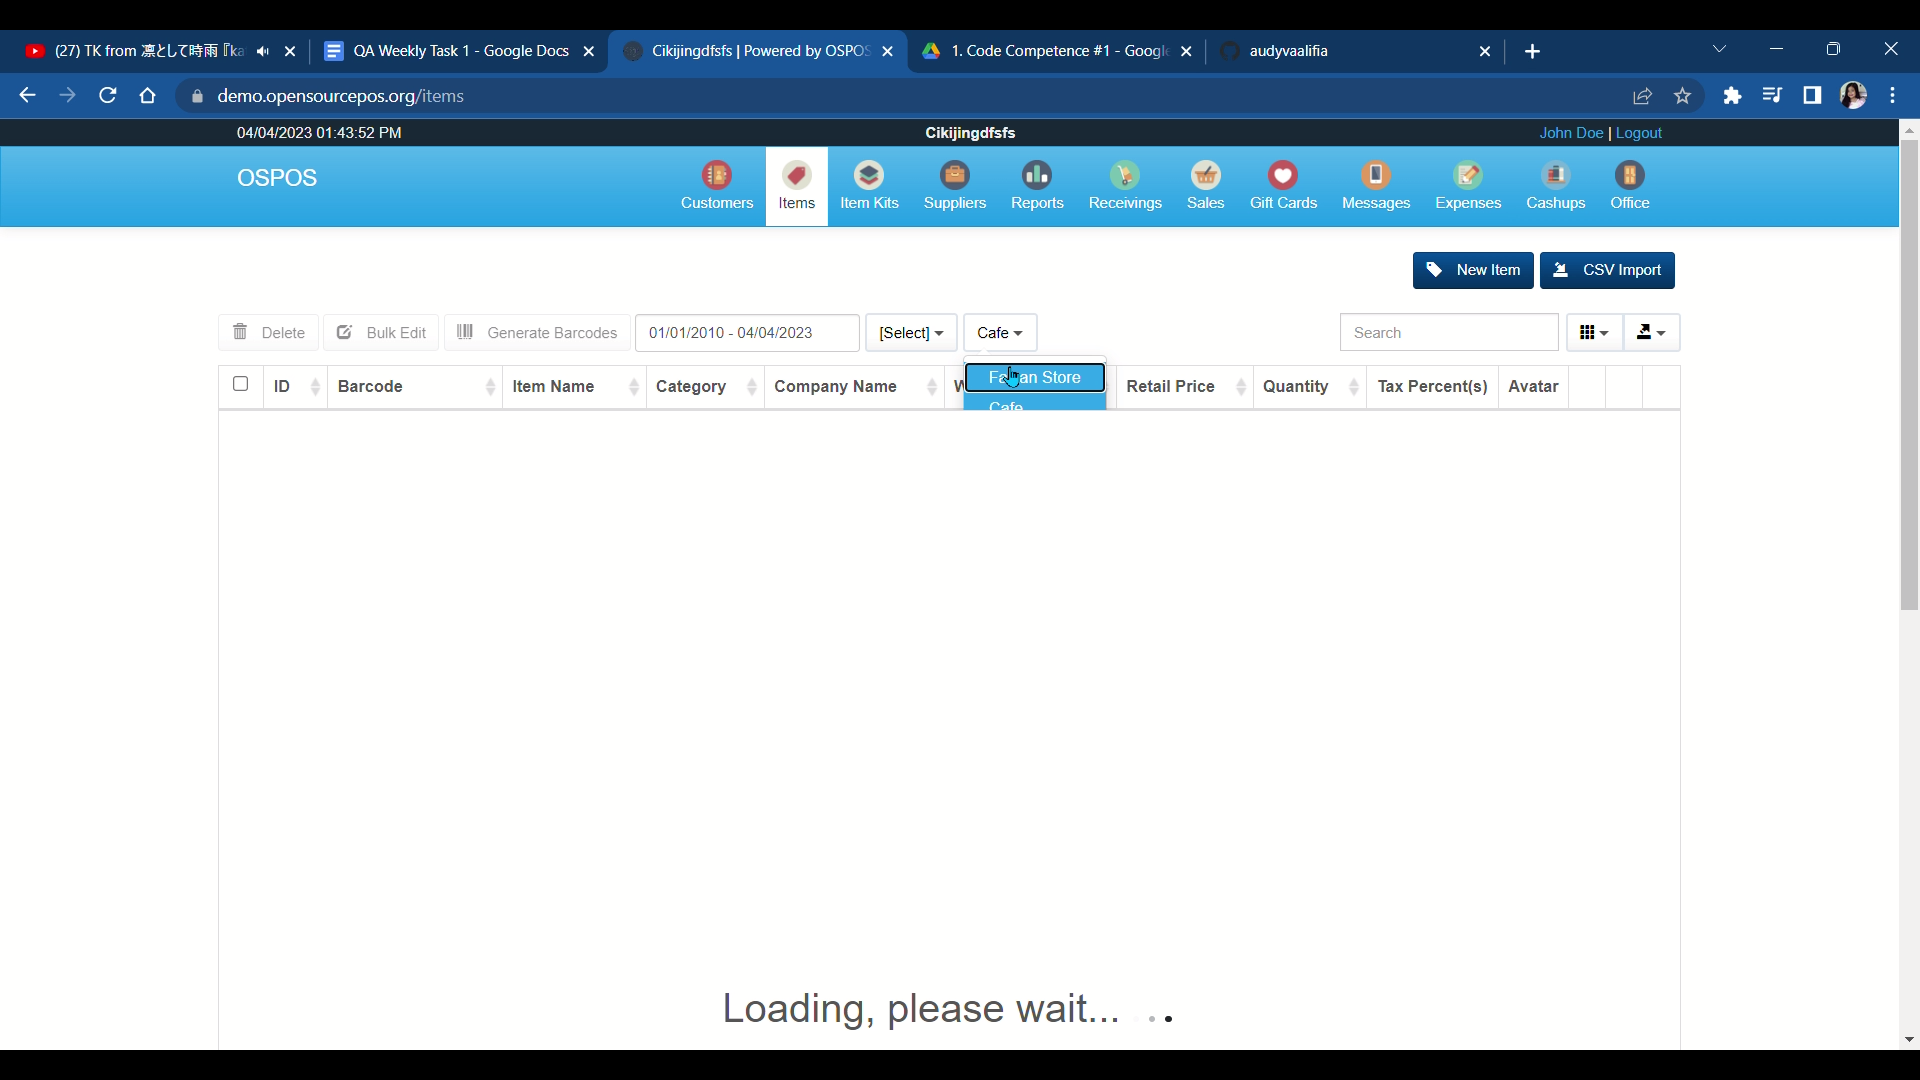 (27) TK from 凛として時雨『ka
QA Weekly Task 1 - Google Docs
Cikijingdfsfs | Powered by OSPOS
1. Code Competence #1 - Google
audyvaalifia
demo.opensourcepos.org/items
04/04/2023 01:43:52 PM
Cikijingdfsfs
John Doe | Logout
OSPOS
Customers
Items
Item Kits
Suppliers
Reports
Receivings
Sales
Gift Cards
Messages
Expenses
Cashups
Office
New Item
CSV Import
Delete
Bulk Edit
Generate Barcodes
01/01/2010 - 04/04/2023
[Select]
Cafe
Search
Store
Cafe
ID
Barcode
Item Name
Category
Company Name
Retail Price
Quantity
Tax Percent(s)
Avatar
Loading, please wait...